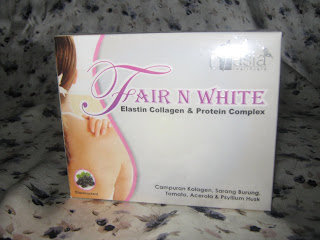 FAIR N WHITE
Elastin Collagen & Protein Complex
Campuran Kolagen, Sarang Burung,
Tomato, Acerola & Psyllium Husk